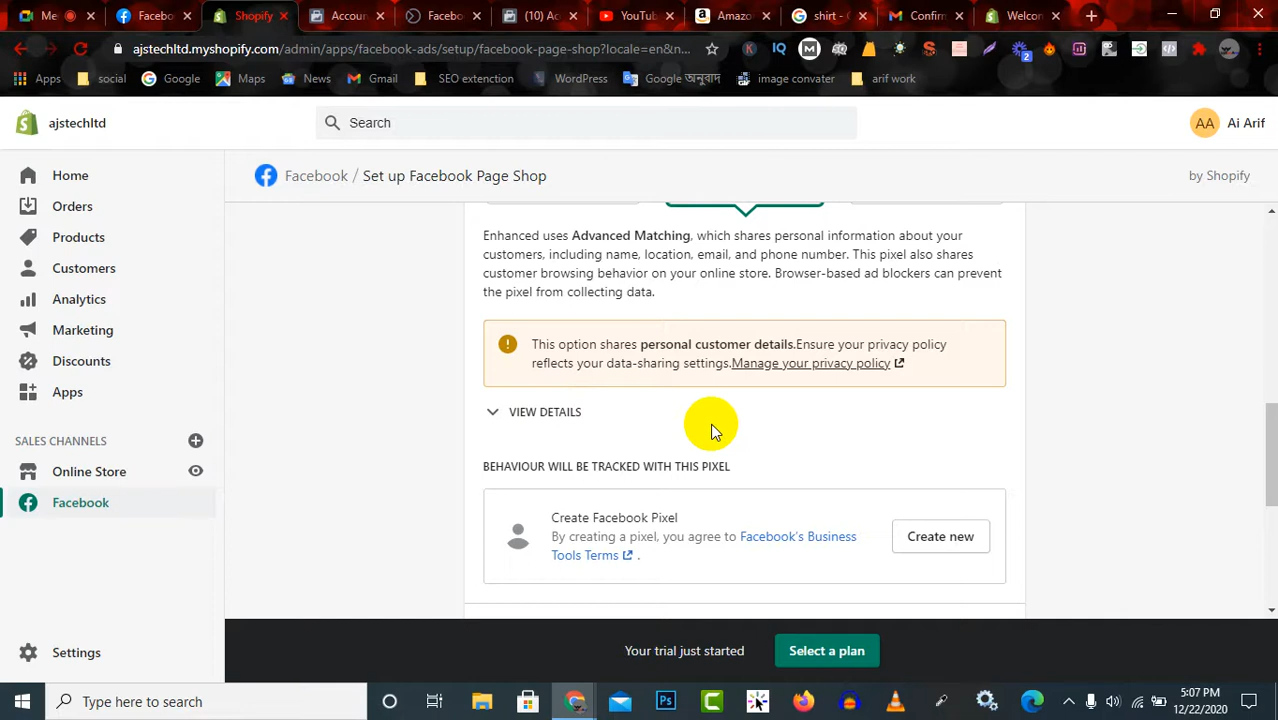 Me
Facebo
Shopify
Accour
Facebo
(10) Ac
YouTu
Amazo
shirt -
Confirm
Welcon
ajstechltd.myshopify.com/admin/apps/facebook-ads/setup/facebook-page-shop?locale=en&n...
Apps
social
Google
Maps
News
Gmail
SEO extenction
WordPress
Google অনুবাদ
image convater
arif work
ajstechltd
Search
AA
Ai Arif
Home
Orders
Products
Customers
Analytics
Marketing
Discounts
Apps
SALES CHANNELS
Online Store
Facebook
Settings
Facebook / Set up Facebook Page Shop
by Shopify
Enhanced uses Advanced Matching, which shares personal information about your
customers, including name, location, email, and phone number. This pixel also shares
customer browsing behavior on your online store. Browser-based ad blockers can prevent
the pixel from collecting data.
This option shares personal customer details.Ensure your privacy policy
reflects your data-sharing settings.Manage your privacy policy
VIEW DETAILS
BEHAVIOUR WILL BE TRACKED WITH THIS PIXEL
Create Facebook Pixel
By creating a pixel, you agree to Facebook's Business
Tools Terms .
Create new
Your trial just started
Select a plan
Type here to search
5:07 PM
12/22/2020